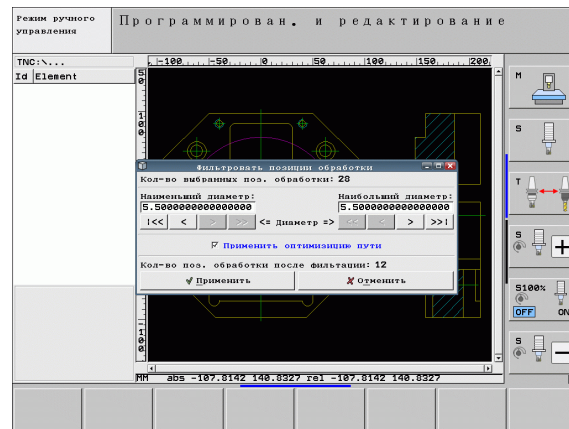 Режим ручного
управления
Программирован. и редактирование
TNC:\...
Id Element
-100 -50 0 50 100 150 200
Фильтровать позиции обработки
Кол-во выбранных поз. обработки: 28
Наименьший диаметр: Наибольший диаметр:
5.5000000000000000 5.5000000000000000
|<< < > >> <= Диаметр => << < > >>|
Применить оптимизицию пути
Кол-во поз. обработки после фильтации: 12
Применить Отменить
MM abs -107.8142 140.8327 rel -107.8142 140.8327
M
S
T
S
S100%
OFF ON
S